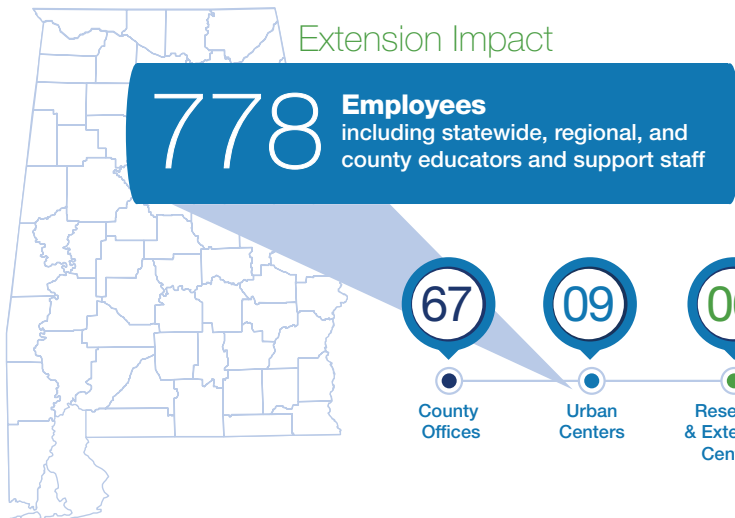 Extension Impact
778
Employees
including statewide, regional, and
county educators and support staff
67
09
County
Offices
Urban
Centers
&